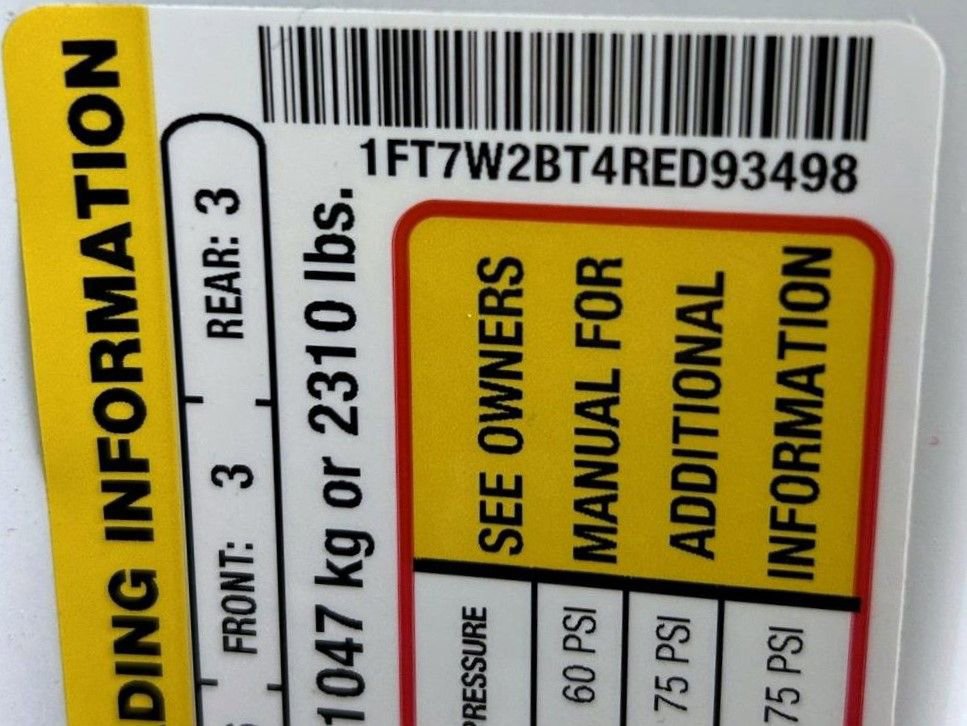 1FT7W2BT4RED93498
ADING INFORMATION
FRONT: 3 REAR: 3
1047 kg or 2310 lbs.
PRESSURE
60 PSI
75 PSI
75 PSI
SEE OWNERS
MANUAL FOR
ADDITIONAL
INFORMATION